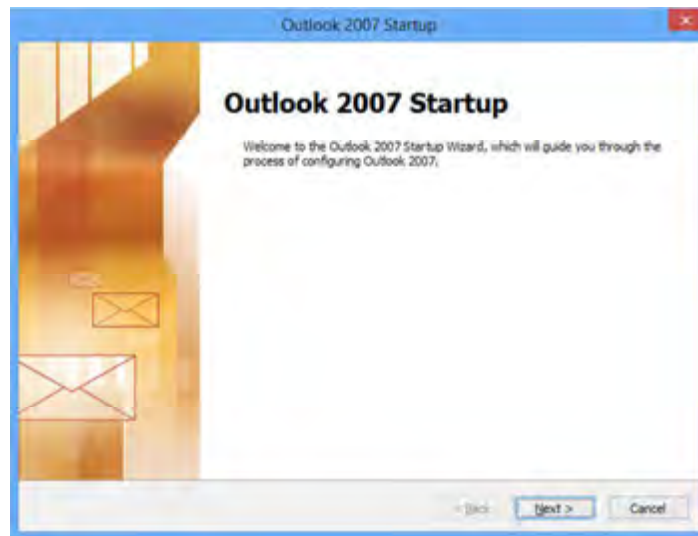 Outlook 2007 Startup
Outlook 2007 Startup
Welcome to the Outlook 2007 Startup Wizard, which will guide you through the
process of configuring Outlook 2007.
< Back Next > Cancel